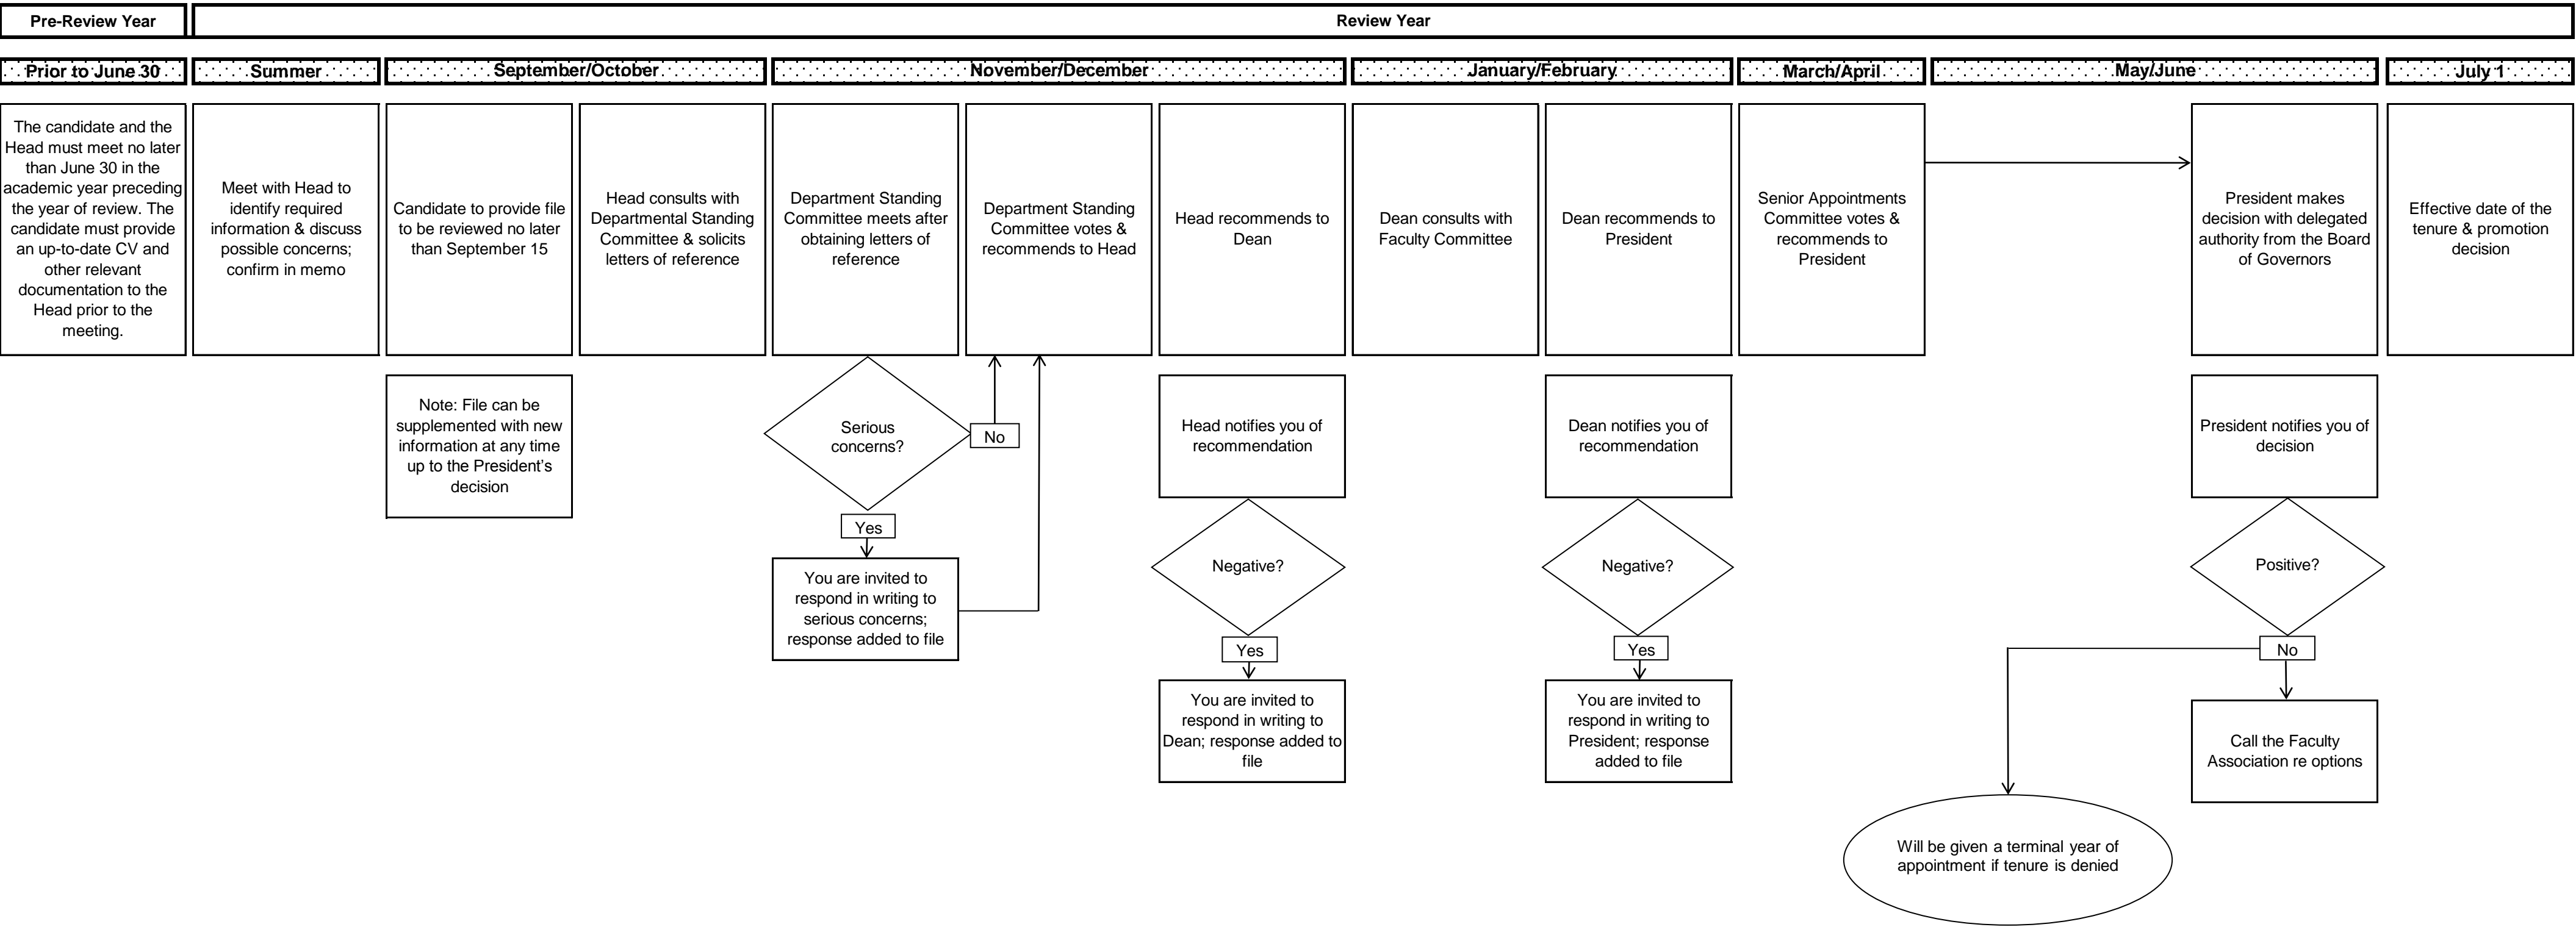 Pre-Review Year
Review Year
Prior to June 30
Summer
September/October
November/December
January/February
March/April
May/June
July 1
The candidate and the
Head must meet no later
than June 30 in the
academic year preceding
the year of review. The
candidate must provide
an up-to-date CV and
other relevant
documentation to the
Head prior to the
meeting.
Meet with Head to
identify required
information & discuss
possible concerns;
confirm in memo
Candidate to provide file
to be reviewed no later
than September 15
Head consults with
Departmental Standing
Committee & solicits
letters of reference
Department Standing
Committee meets after
obtaining letters of
reference
Department Standing
Committee votes &
recommends to Head
Head recommends to
Dean
Dean consults with
Faculty Committee
Dean recommends to
President
Senior Appointments
Committee votes &
recommends to
President
President makes
decision with delegated
authority from the Board
of Governors
Effective date of the
tenure & promotion
decision
Note: File can be
supplemented with new
information at any time
up to the President’s
decision
Serious
concerns?
No
Yes
You are invited to
respond in writing to
serious concerns;
response added to file
Head notifies you of
recommendation
Negative?
Yes
You are invited to
respond in writing to
Dean; response added to
file
Dean notifies you of
recommendation
Negative?
Yes
You are invited to
respond in writing to
President; response
added to file
President notifies you of
decision
Positive?
No
Call the Faculty
Association re options
Will be given a terminal year of
appointment if tenure is denied